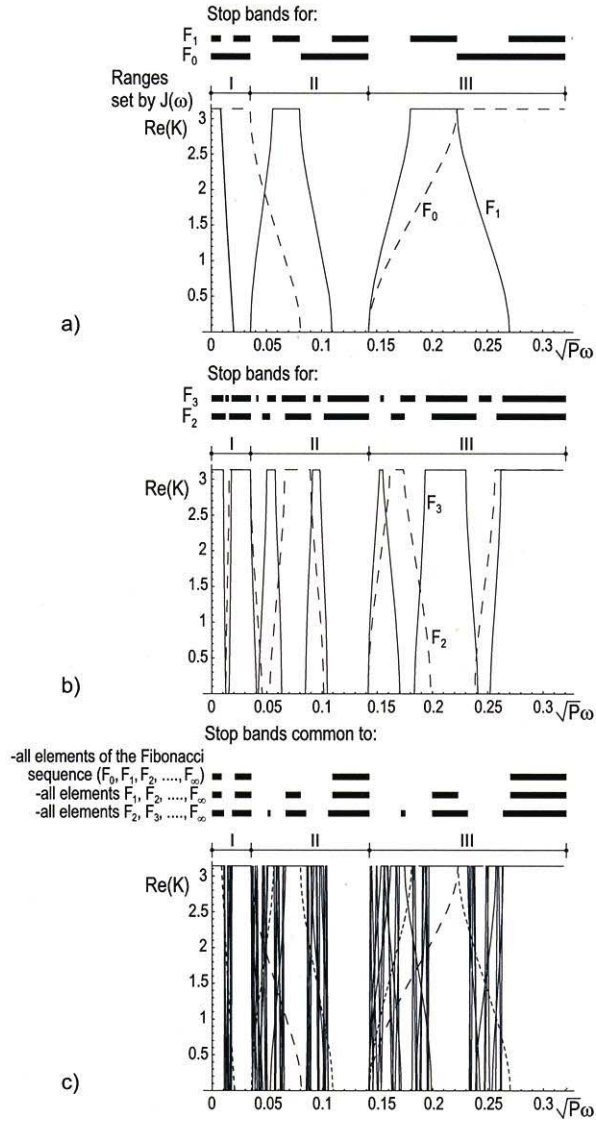 Stop bands for:
F₁
F₀
Ranges
set by J(ω)
I II III
Re(K)
3
2.5
2
1.5
1
0.5
F₀ F₁
a)
0 0.05 0.1 0.15 0.2 0.25 0.3 √Pω
Stop bands for:
F₃
F₂
I II III
Re(K)
3
2.5
2
1.5
1
0.5
F₃
F₂
b)
0 0.05 0.1 0.15 0.2 0.25 0.3 √Pω
Stop bands common to:
-all elements of the Fibonacci
sequence (F₀, F₁, F₂, ...., F∞)
-all elements F₁, F₂, ...., F∞
-all elements F₂, F₃, ...., F∞
I II III
Re(K)
3
2.5
2
1.5
1
0.5
c)
0 0.05 0.1 0.15 0.2 0.25 0.3 √Pω